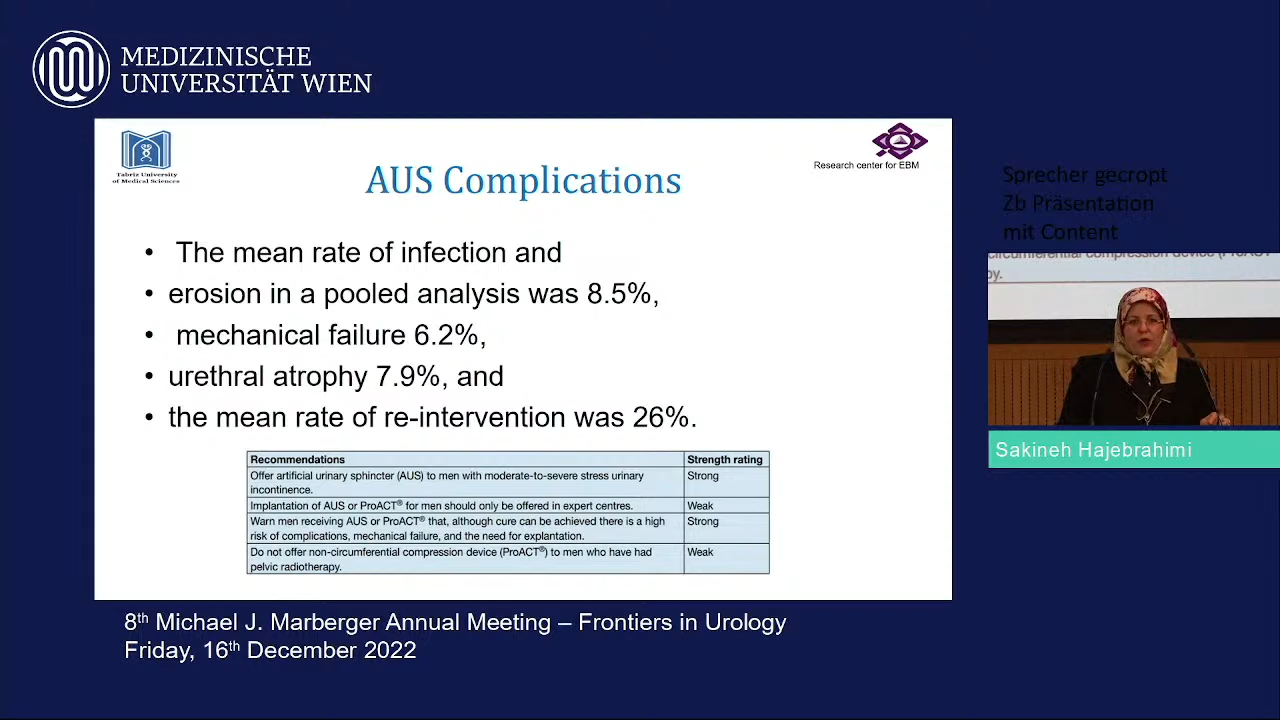 MEDIZINISCHE
UNIVERSITÄT WIEN
Tabriz University
of Medical Sciences
Research center for EBM
AUS Complications
• The mean rate of infection and
• erosion in a pooled analysis was 8.5%,
• mechanical failure 6.2%,
• urethral atrophy 7.9%, and
• the mean rate of re-intervention was 26%.
Recommendations Strength rating
Offer artificial urinary sphincter (AUS) to men with moderate-to-severe stress urinary Strong
incontinence.
Implantation of AUS or ProACT® for men should only be offered in expert centres. Weak
Warn men receiving AUS or ProACT® that, although cure can be achieved there is a high Strong
risk of complications, mechanical failure, and the need for explantation.
Do not offer non-circumferential compression device (ProACT®) to men who have had Weak
pelvic radiotherapy.
Sprecher gecropt
Zb Präsentation
mit Content
circumferential compression device (ProACT
py.
Sakineh Hajebrahimi
8th Michael J. Marberger Annual Meeting – Frontiers in Urology
Friday, 16th December 2022